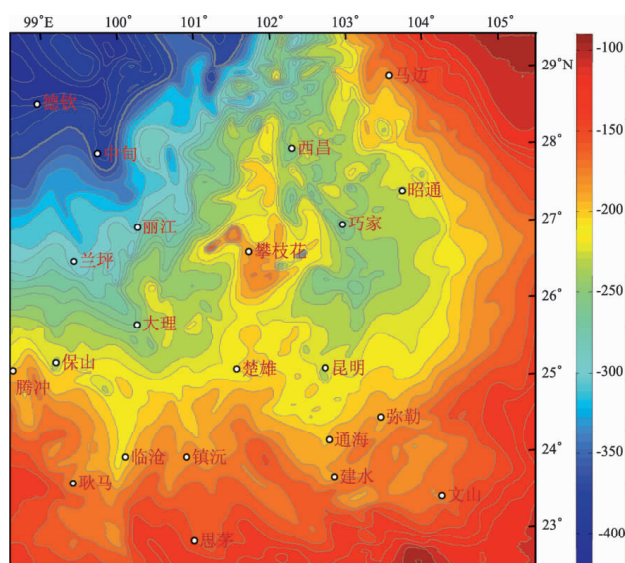 99°E 100° 101° 102° 103° 104° 105°
-100
29°N
马边
德钦
28°
中甸
西昌
昭通
-200
27°
丽江
巧家
攀枝花
兰坪
-250
26°
大理
保山
楚雄
昆明
25°
-300
腾冲
弥勒
通海
24°
临沧
镇沅
-350
耿马
建水
文山
23°
思茅
-400
-150